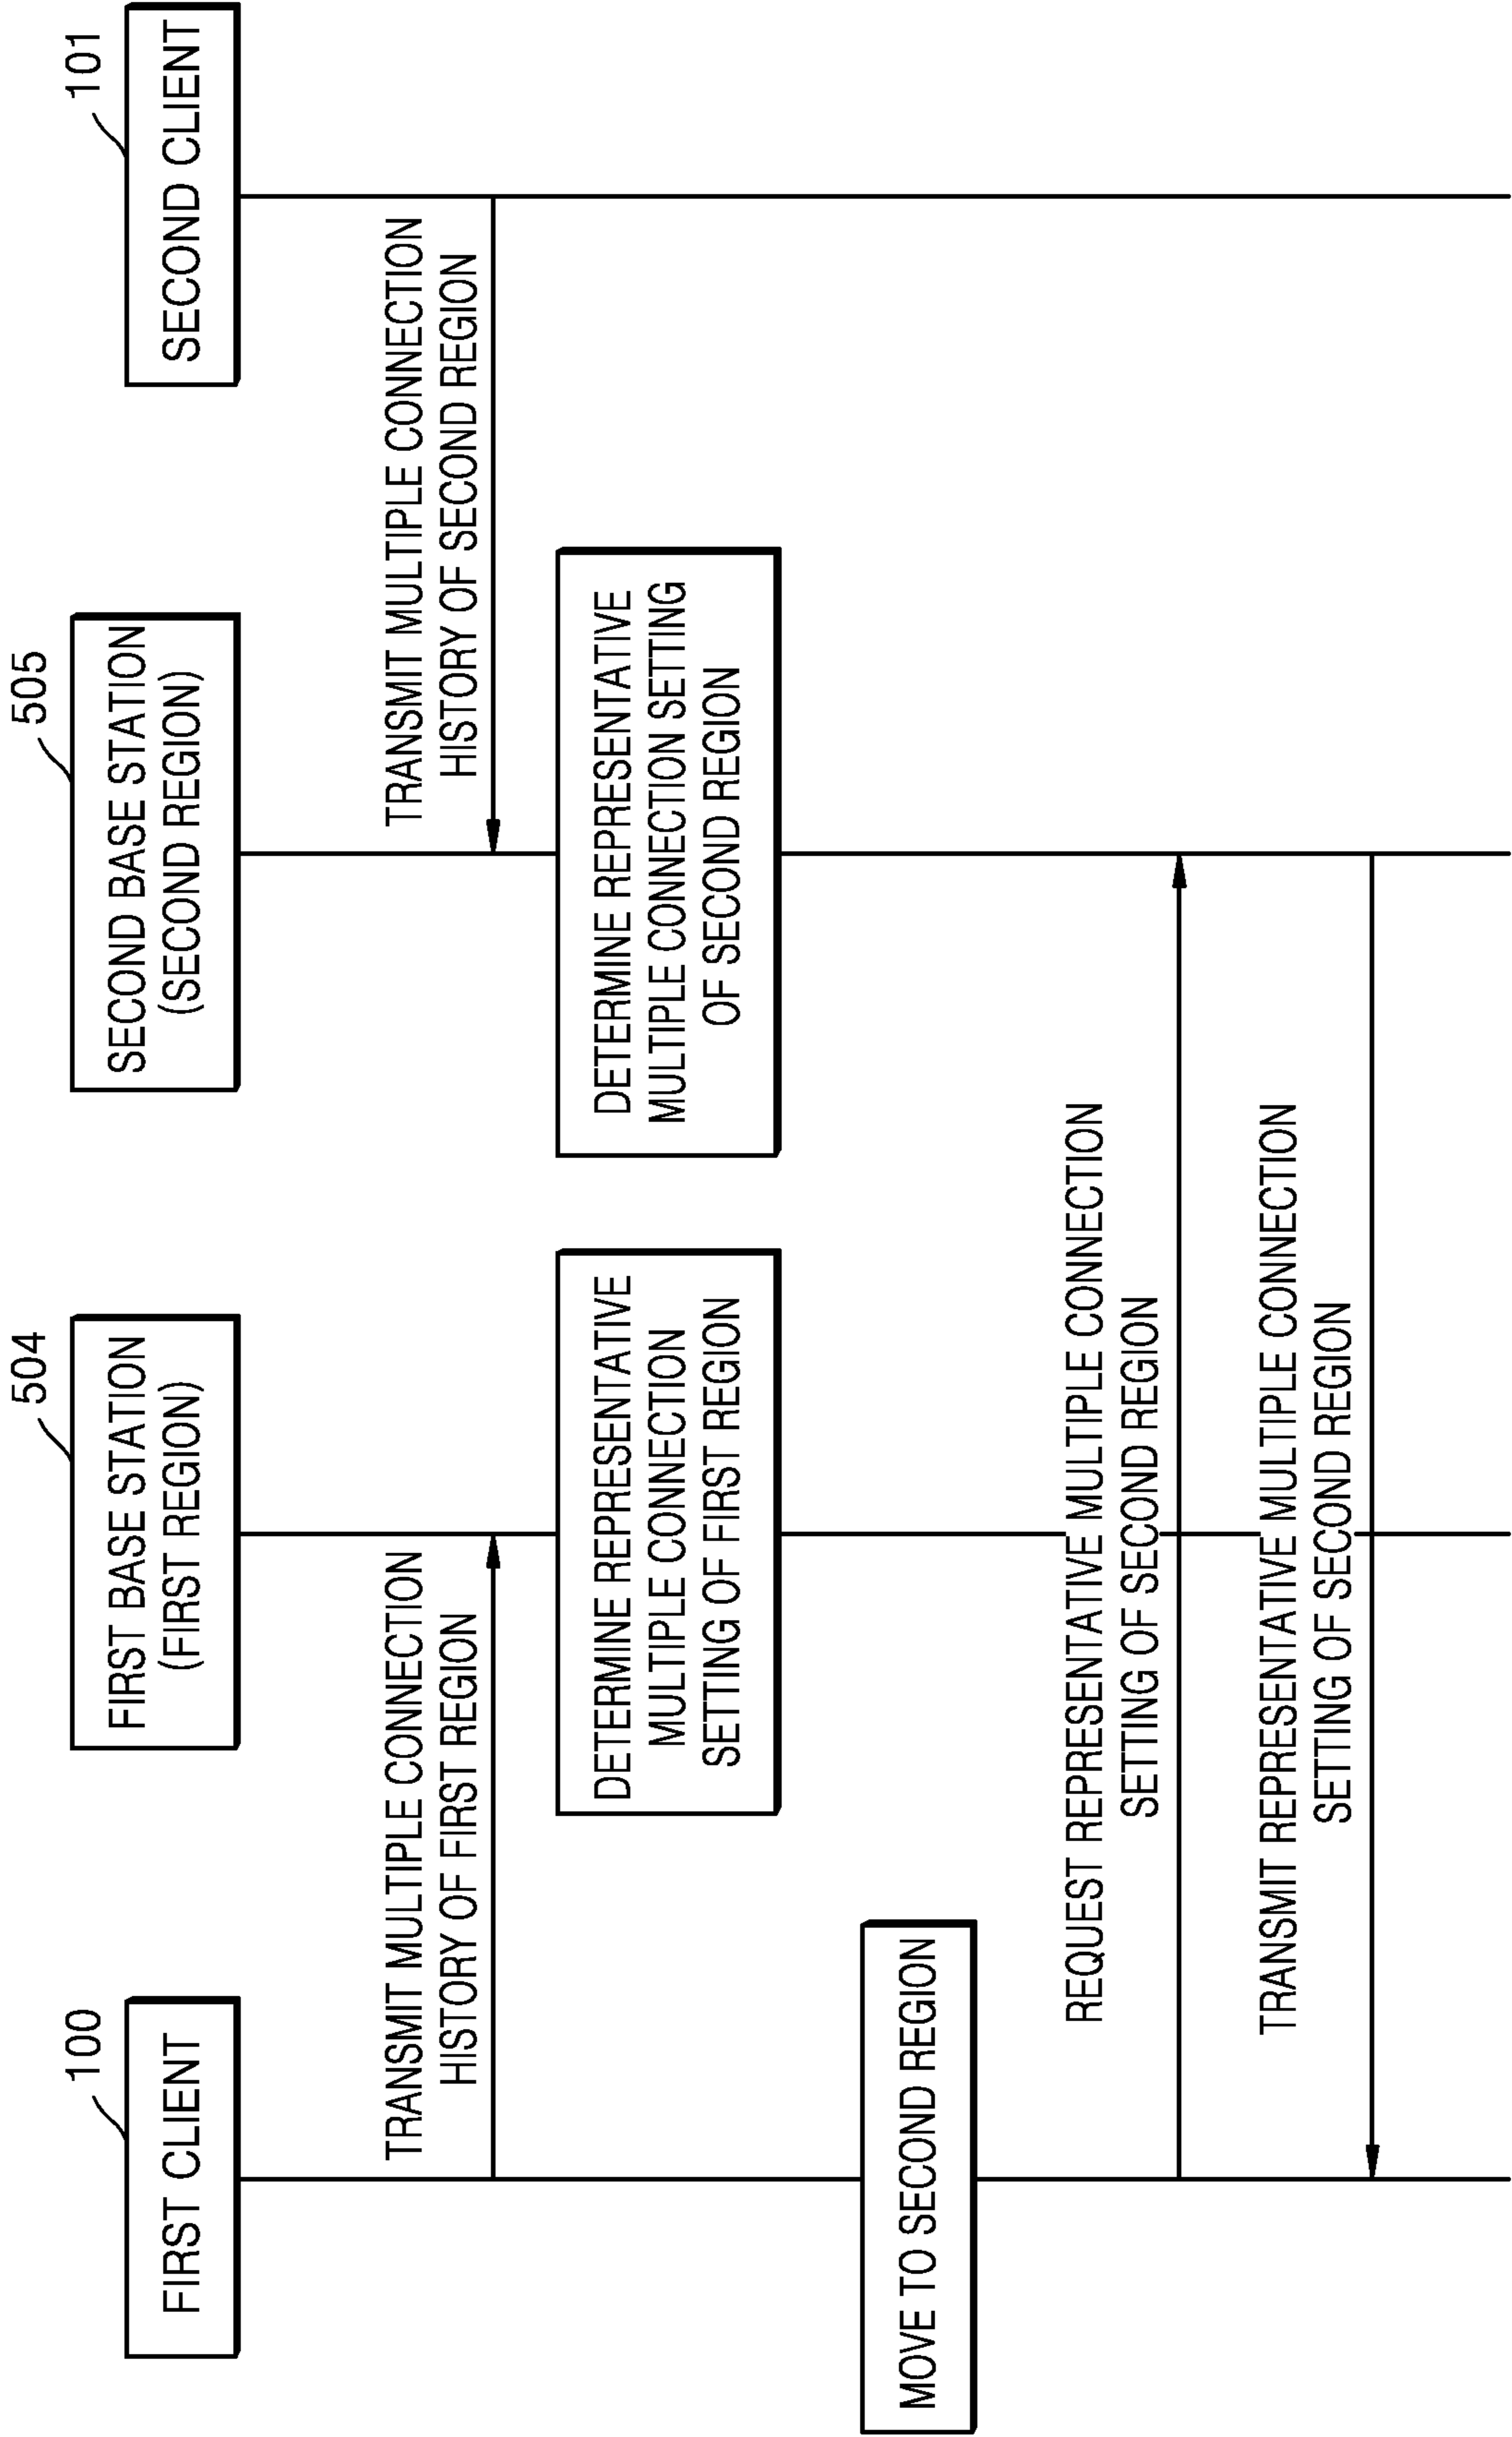 100
FIRST CLIENT
504
FIRST BASE STATION
(FIRST REGION)
505
SECOND BASE STATION
(SECOND REGION)
101
SECOND CLIENT
TRANSMIT MULTIPLE CONNECTION
HISTORY OF FIRST REGION
TRANSMIT MULTIPLE CONNECTION
HISTORY OF SECOND REGION
DETERMINE REPRESENTATIVE
MULTIPLE CONNECTION
SETTING OF FIRST REGION
DETERMINE REPRESENTATIVE
MULTIPLE CONNECTION SETTING
OF SECOND REGION
MOVE TO SECOND REGION
REQUEST REPRESENTATIVE MULTIPLE CONNECTION
SETTING OF SECOND REGION
TRANSMIT REPRESENTATIVE MULTIPLE CONNECTION
SETTING OF SECOND REGION